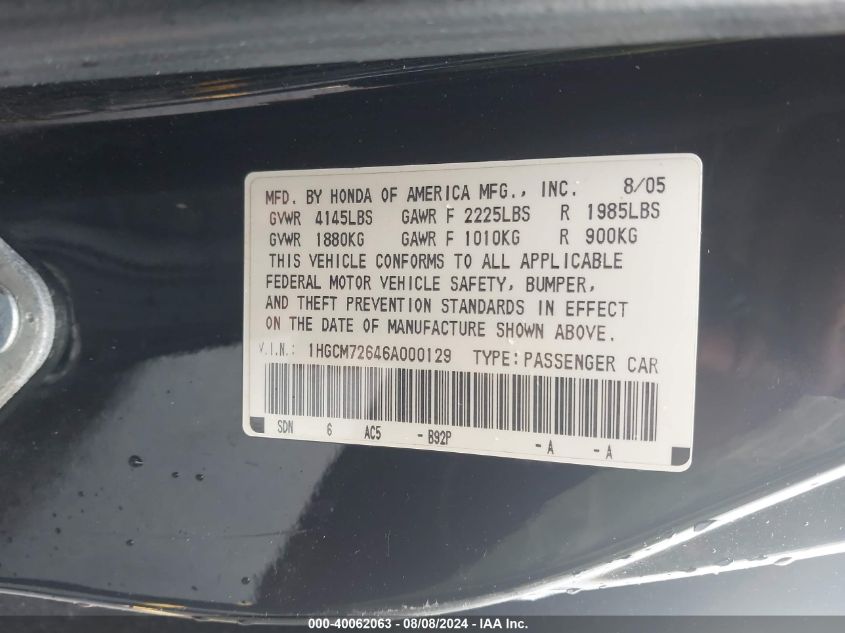 MFD. BY HONDA OF AMERICA MFG., INC. 8/05
GVWR 4145LBS GAWR F 2225LBS R 1985LBS
GVWR 1880KG GAWR F 1010KG R 900KG
THIS VEHICLE CONFORMS TO ALL APPLICABLE
FEDERAL MOTOR VEHICLE SAFETY, BUMPER,
AND THEFT PREVENTION STANDARDS IN EFFECT
ON THE DATE OF MANUFACTURE SHOWN ABOVE.
V.I.N.: 1HGCM72646A000129 TYPE:PASSENGER CAR
SDN 6 AC5 -B92P -A -A
000-40062063 - 08/08/2024 - IAA Inc.